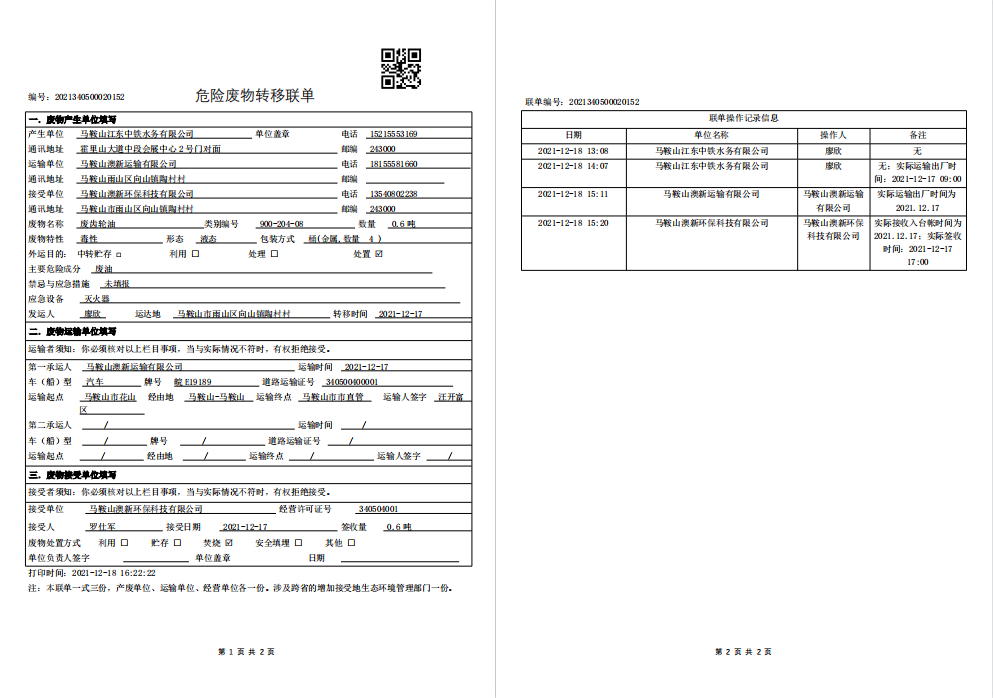 编号：2021340500020152
危险废物转移联单
一．废物产生单位填写
产生单位 马鞍山江东中铁水务有限公司 单位盖章 电话 15215553169
通讯地址 霍里山大道中段会展中心２号门对面 邮编 243000
运输单位 马鞍山澳新运输有限公司 电话 18155581660
通讯地址 马鞍山雨山区向山镇陶村村 邮编
接受单位 马鞍山澳新环保科技有限公司 电话 13540802238
通讯地址 马鞍山市雨山区向山镇陶村村 邮编 243000
废物名称 废齿轮油 类别编号 900-204-08 数量 0.6 吨
废物特性 毒性 形态 液态 包装方式 桶(金属,数量 4 )
外运目的： 中转贮存 □ 利用 □ 处理 □ 处置 ☑
主要危险成分 废油
禁忌与应急措施 未填报
应急设备 灭火器
发运人 廖欣 运达地 马鞍山市雨山区向山镇陶村村 转移时间 2021-12-17
二．废物运输单位填写
运输者须知：你必须核对以上栏目事项，当与实际情况不符时，有权拒绝接受。
第一承运人 马鞍山澳新运输有限公司 运输时间 2021-12-17
车（船）型 汽车 牌号 皖 E19189 道路运输证号 340500400001
运输起点 马鞍山市花山 经由地 马鞍山-马鞍山 运输终点 马鞍山市市直管 运输人签字 汪开富
区
第二承运人 / 运输时间 /
车（船）型 / 牌号 / 道路运输证号 /
运输起点 / 经由地 / 运输终点 / 运输人签字 /
三．废物接受单位填写
接受者须知：你必须核对以上栏目事项，当与实际情况不符时，有权拒绝接受。
接受单位 马鞍山澳新环保科技有限公司 经营许可证号 340504001
接受人 罗仕军 接受日期 2021-12-17 签收量 0.6 吨
废物处置方式 利用 □ 贮存 □ 焚烧 ☑ 安全填埋 □ 其他 □
单位负责人签字 单位盖章 日期
打印时间：2021-12-18 16:22:22
注：本联单一式三份，产废单位、运输单位、经营单位各一份。涉及跨省的增加接受地生态环境管理部门一份。
第 1 页 共 2 页
联单编号：2021340500020152
联单操作记录信息
日期 单位名称 操作人 备注
2021-12-18 13:08 马鞍山江东中铁水务有限公司 廖欣 无
2021-12-18 14:07 马鞍山江东中铁水务有限公司 廖欣 无；实际运输出厂时
间：2021-12-17 09:00
2021-12-18 15:11 马鞍山澳新运输有限公司 马鞍山澳新运输 实际运输出厂时间为
有限公司 2021.12.17
2021-12-18 15:20 马鞍山澳新环保科技有限公司 马鞍山澳新环保 实际接收入台帐时间为
科技有限公司 2021.12.17；实际签收
时间：2021-12-17
17:00
第 2 页 共 2 页